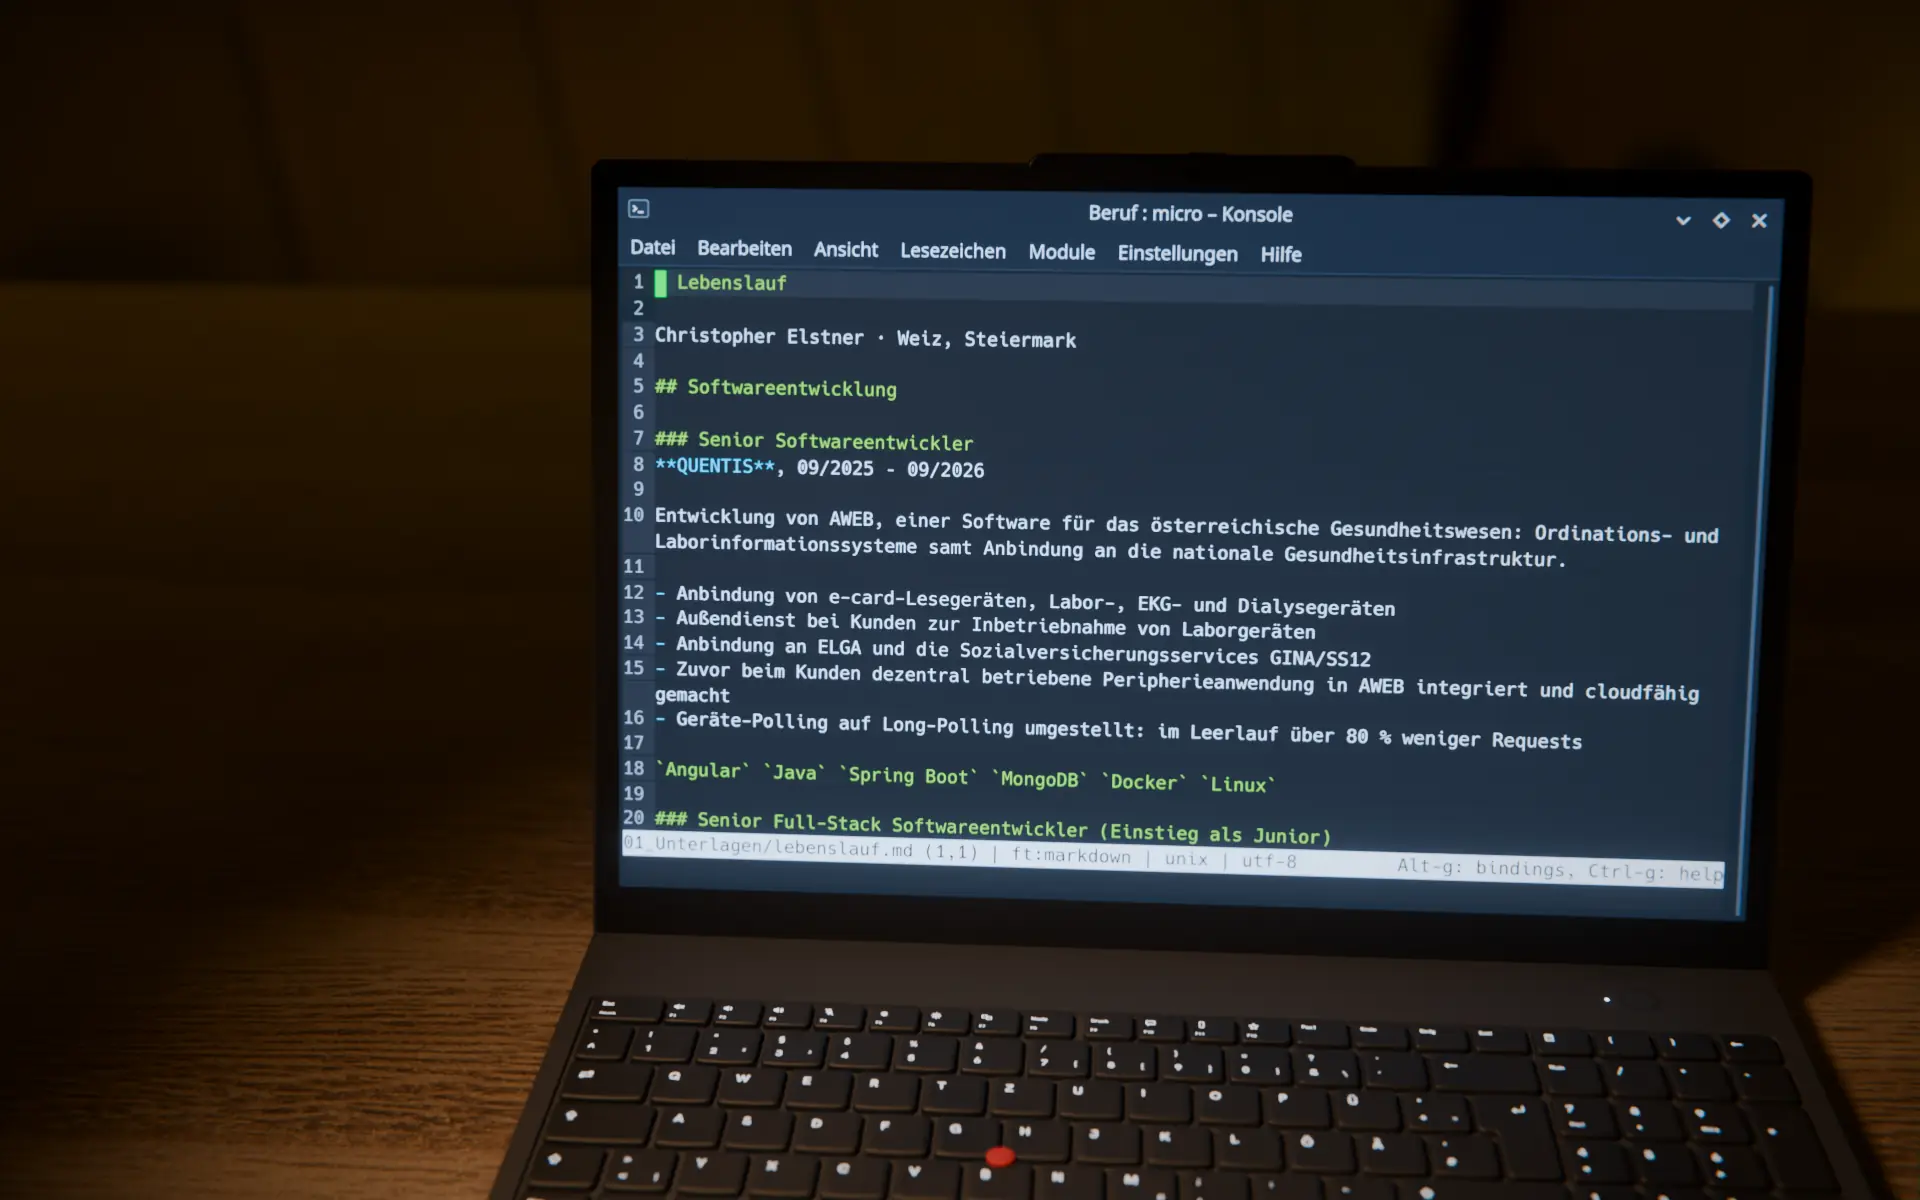 Beruf : micro – Konsole
Datei Bearbeiten Ansicht Lesezeichen Module Einstellungen Hilfe
1 Lebenslauf
2
3 Christopher Elstner · Weiz, Steiermark
4
5 ## Softwareentwicklung
6
7 ### Senior Softwareentwickler
8 **QUENTIS**, 09/2025 - 09/2026
9
10 Entwicklung von AWEB, einer Software für das österreichische Gesundheitswesen: Ordinations- und
Laborinformationssysteme samt Anbindung an die nationale Gesundheitsinfrastruktur.
11
12 - Anbindung von e-card-Lesegeräten, Labor-, EKG- und Dialysegeräten
13 - Außendienst bei Kunden zur Inbetriebnahme von Laborgeräten
14 - Anbindung an ELGA und die Sozialversicherungsservices GINA/SS12
15 - Zuvor beim Kunden dezentral betriebene Peripherieanwendung in AWEB integriert und cloudfähig
gemacht
16 - Geräte-Polling auf Long-Polling umgestellt: im Leerlauf über 80 % weniger Requests
17
18 `Angular` `Java` `Spring Boot` `MongoDB` `Docker` `Linux`
19
20 ### Senior Full-Stack Softwareentwickler (Einstieg als Junior)
01_Unterlagen/lebenslauf.md (1,1) | ft:markdown | unix | utf-8 Alt-g: bindings, Ctrl-g: help
Q W E R T Z U I O P Ü
A S D F G H J K L Ö Ä
Y X C V B N M